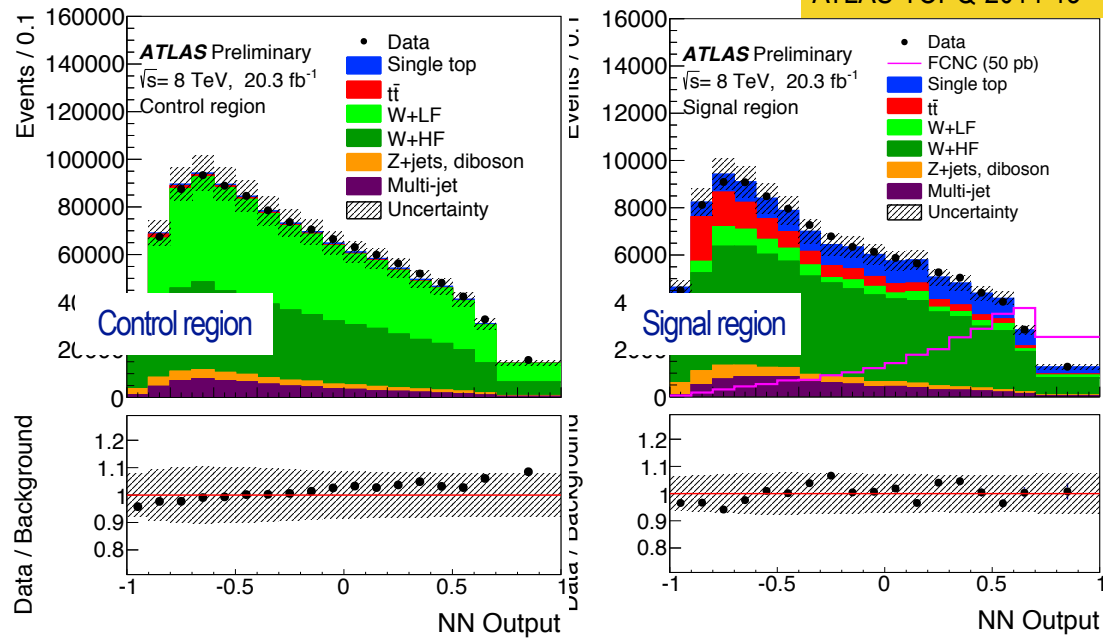 ATLAS Preliminary
√s= 8 TeV, 20.3 fb-1
Control region
Data
Single top
tt̄
W+LF
W+HF
Z+jets, diboson
Multi-jet
Uncertainty
Events / 0.1
160000
140000
120000
100000
80000
60000
0
Control region
Data / Background
1.2
1.1
1
0.9
0.8
-1
-0.5
0
0.5
1
NN Output
ATLAS Preliminary
√s= 8 TeV, 20.3 fb-1
Signal region
Data
FCNC (50 pb)
Single top
tt̄
W+LF
W+HF
Z+jets, diboson
Multi-jet
Uncertainty
16000
14000
12000
10000
8000
6000
0
Signal region
Data / Background
1.2
1.1
1
0.9
0.8
-1
-0.5
0
0.5
1
NN Output